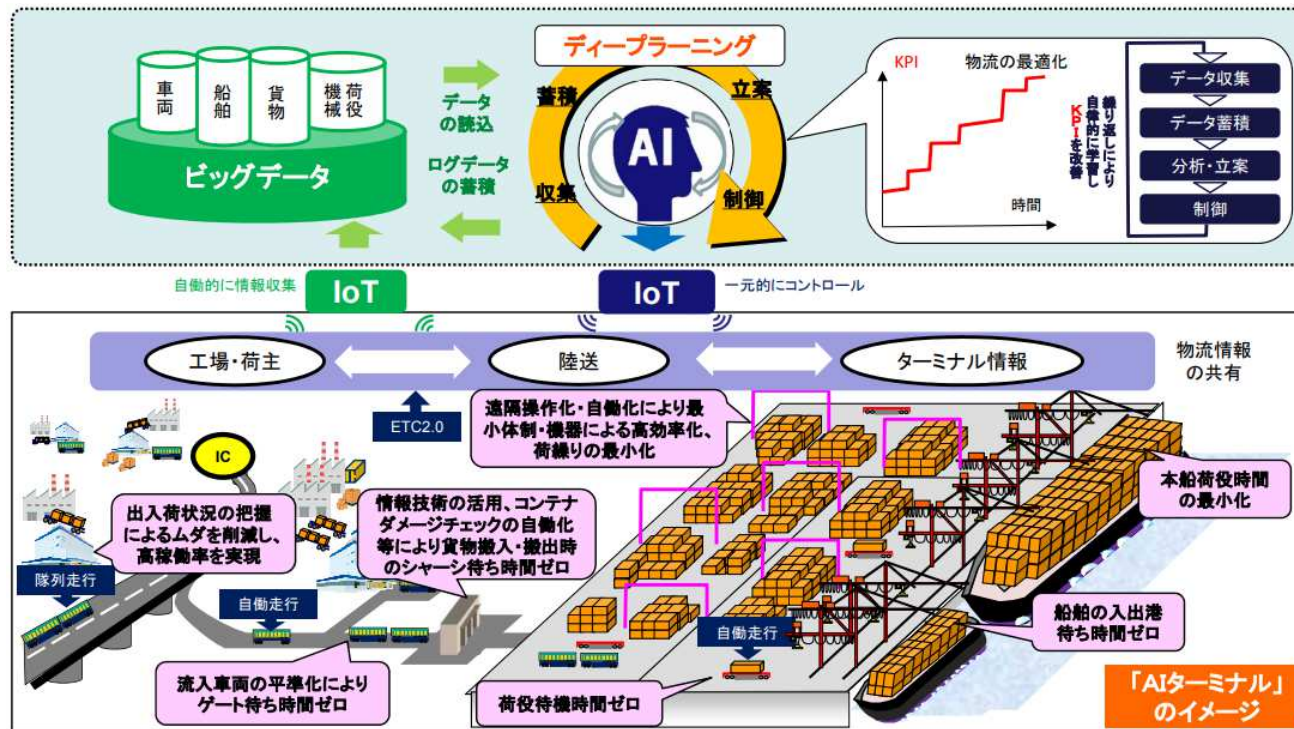 ディープラーニング
車両
船舶
貨物
荷役
機械
ビッグデータ
データ
の読込
ログデータ
の蓄積
蓄積
立案
収集
制御
AI
KPI
物流の最適化
時間
繰り返しにより
自律的に学習し
KPIを改善
データ収集
データ蓄積
分析・立案
制御
自働的に情報収集
IoT
IoT
一元的にコントロール
工場・荷主
陸送
ターミナル情報
物流情報
の共有
ETC2.0
IC
遠隔操作化・自働化により最
小体制・機器による高効率化、
荷繰りの最小化
本船荷役時間
の最小化
出入荷状況の把握
によるムダを削減し、
高稼働率を実現
情報技術の活用、コンテナ
ダメージチェックの自働化
等により貨物搬入・搬出時
のシャーシ待ち時間ゼロ
隊列走行
自働走行
自働走行
船舶の入出港
待ち時間ゼロ
流入車両の平準化により
ゲート待ち時間ゼロ
荷役待機時間ゼロ
「AIターミナル」
のイメージ